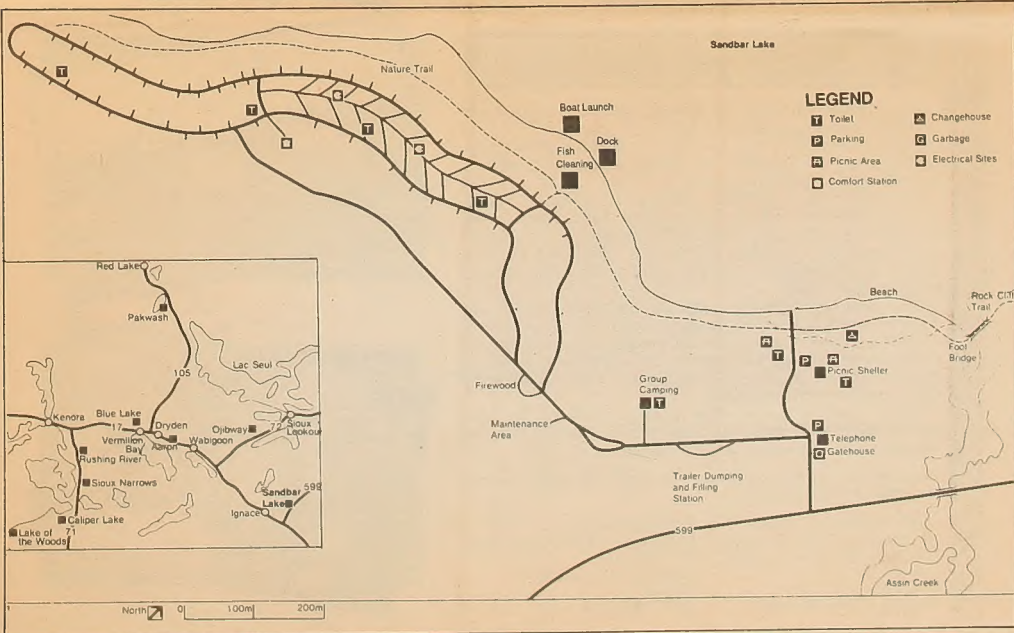 Sandbar Lake
Nature Trail
Boat Launch
Dock
Fish
Cleaning
LEGEND
T Toilet
P Parking
Picnic Area
Comfort Station
Changehouse
G Garbage
Electrical Sites
T
T
T
T
Beach
Rock Cliff
Trail
Foot
Bridge
T
P
Picnic Shelter
T
Firewood
Group
Camping
T
Maintenance
Area
P
Telephone
Gatehouse
Trailer Dumping
and Filling
Station
599
Assin Creek
Red Lake
Pakwash
Lac Seul
105
Kenora
Blue Lake
17
Dryden
Vermilion
Bay
Aaron
Wabigoon
Ojibway
72
Sioux
Lookout
Rushing River
Sioux Narrows
Sandbar
Lake
599
Ignace
Caliper Lake
71
Lake of
the Woods
North
0 100m 200m